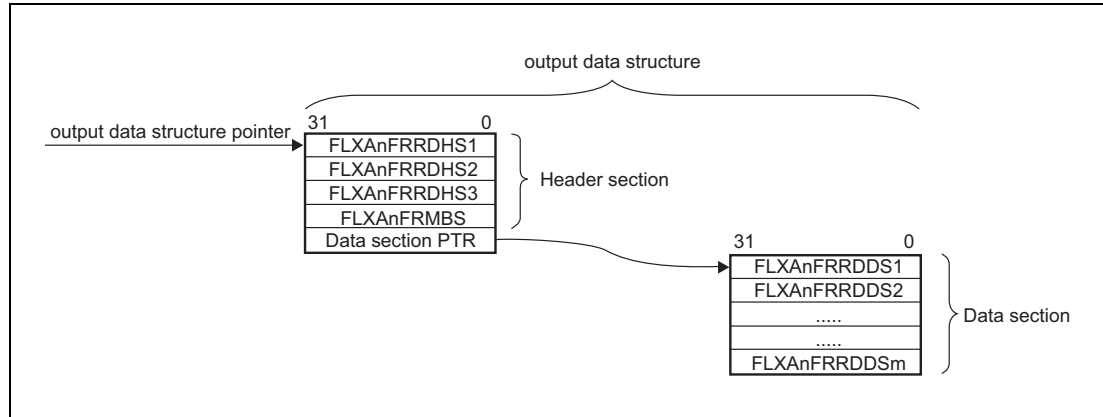 output data structure
output data structure pointer
31 0
FLXAnFRRDHS1
FLXAnFRRDHS2
FLXAnFRRDHS3
FLXAnFRMBS
Data section PTR
Header section
31 0
FLXAnFRRDDS1
FLXAnFRRDDS2
.....
.....
FLXAnFRRDDSm
Data section